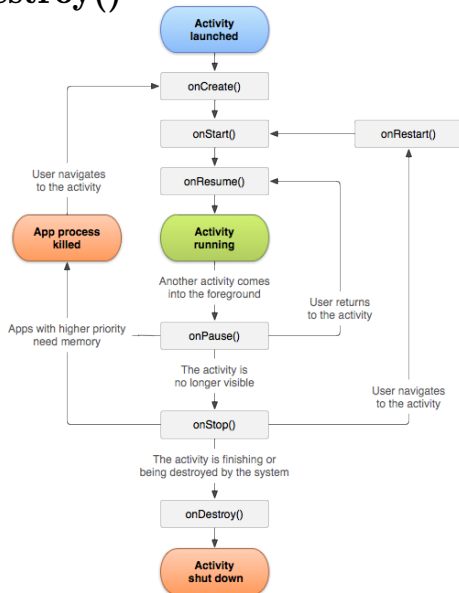 estroy()
Activity
launched
onCreate()
onStart()
onRestart()
User navigates
to the activity
onResume()
App process
killed
Activity
running
Another activity comes
into the foreground
User returns
to the activity
Apps with higher priority
need memory
onPause()
The activity is
no longer visible
User navigates
to the activity
onStop()
The activity is finishing or
being destroyed by the system
onDestroy()
Activity
shut down